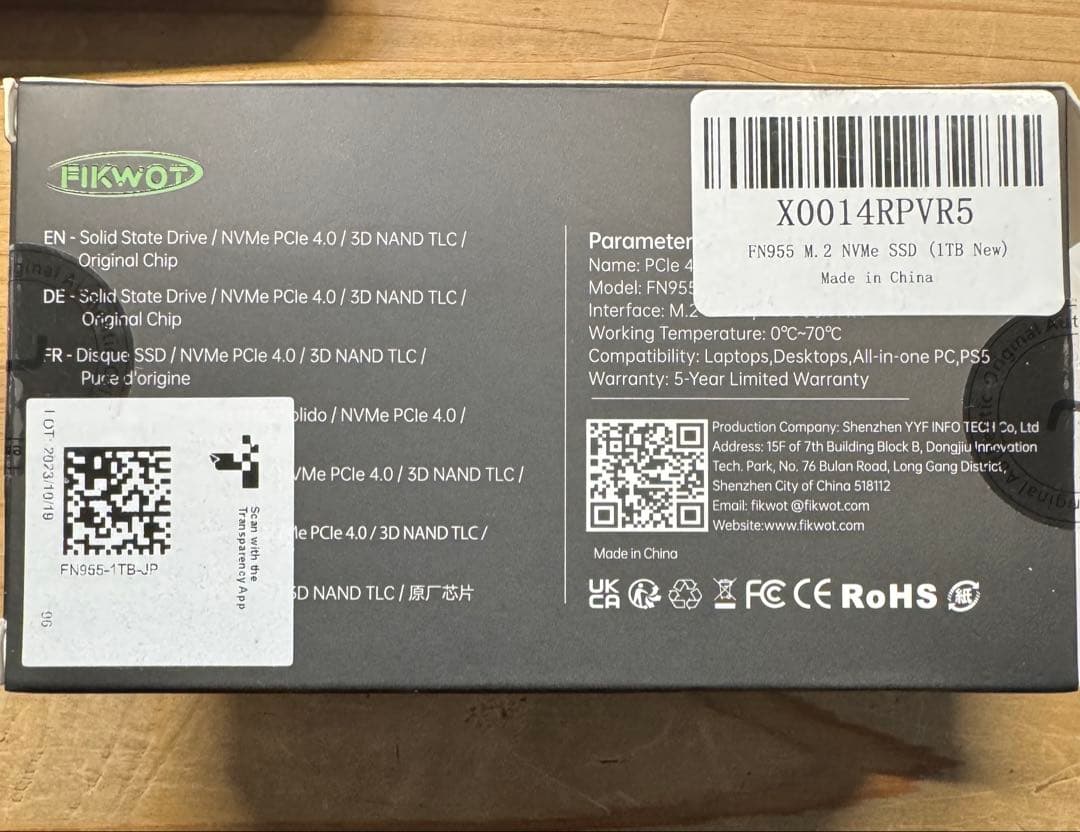 FIKWOT
EN - Solid State Drive / NVMe PCIe 4.0 / 3D NAND TLC /
Original Chip
DE - Solid State Drive / NVMe PCIe 4.0 / 3D NAND TLC /
Original Chip
FR - Disque SSD / NVMe PCIe 4.0 / 3D NAND TLC /
Puce d'origine
olido / NVMe PCIe 4.0 /
VMe PCIe 4.0 / 3D NAND TLC /
PCIe 4.0 / 3D NAND TLC /
3D NAND TLC / 原厂芯片
LOT: 2023/10/19
FN955-1TB-JP
96
Scan with the
Transparency App
X0014RPVR5
FN955 M.2 NVMe SSD (1TB New)
Made in China
Parameter
Name: PCIe 4
Model: FN955
Interface: M.2
Working Temperature: 0℃~70℃
Compatibility: Laptops,Desktops,All-in-one PC,PS5
Warranty: 5-Year Limited Warranty
Production Company: Shenzhen YYF INFO TECH Co, Ltd
Address: 15F of 7th Building Block B, Dongjiu Innovation
Tech. Park, No. 76 Bulan Road, Long Gang District,
Shenzhen City of China 518112
Email: fikwot @fikwot.com
Website:www.fikwot.com
Made in China
UK CA FC CE RoHS 紙